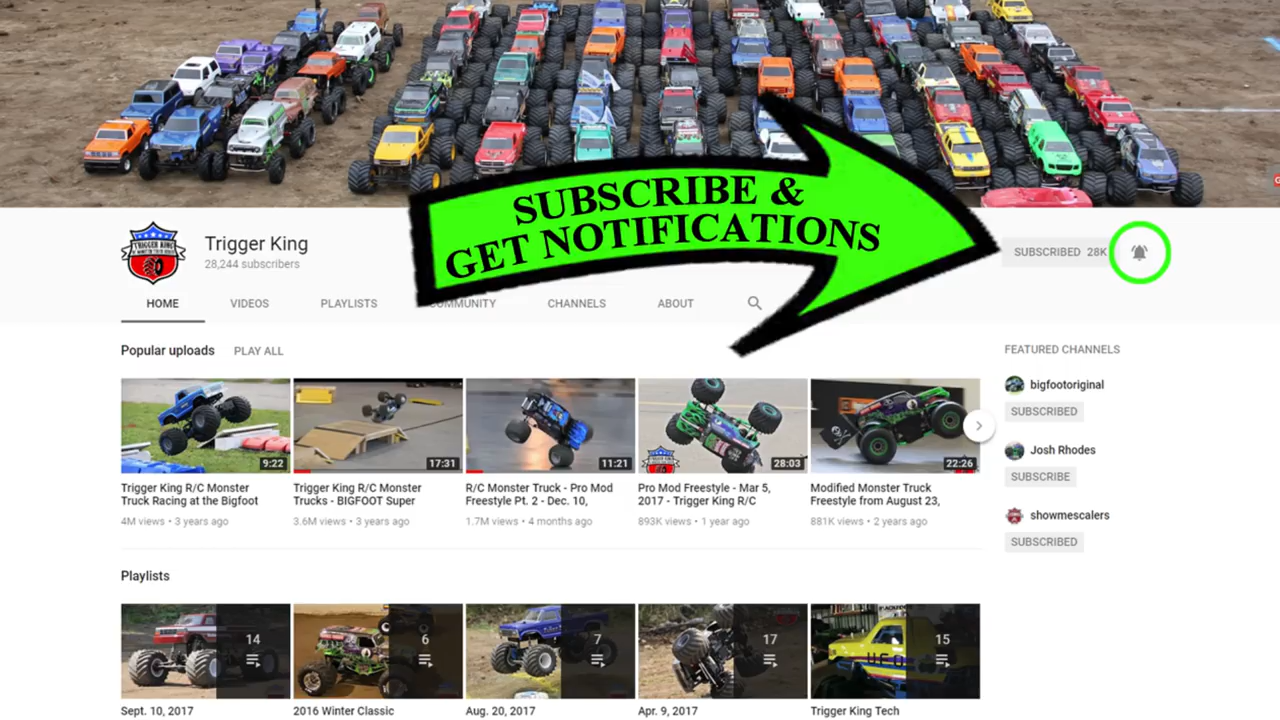 SUBSCRIBE &
GET NOTIFICATIONS
TRIGGER KING
Trigger King
28,244 subscribers
SUBSCRIBED 28K
HOME
VIDEOS
PLAYLISTS
COMMUNITY
CHANNELS
ABOUT
Popular uploads
PLAY ALL
FEATURED CHANNELS
bigfootoriginal
SUBSCRIBED
Josh Rhodes
SUBSCRIBE
showmescalers
SUBSCRIBED
9:22
Trigger King R/C Monster
Truck Racing at the Bigfoot
4M views • 3 years ago
17:31
Trigger King R/C Monster
Trucks - BIGFOOT Super
3.6M views • 3 years ago
11:21
R/C Monster Truck - Pro Mod
Freestyle Pt. 2 - Dec. 10,
1.7M views • 4 months ago
28:03
Pro Mod Freestyle - Mar 5,
2017 - Trigger King R/C
893K views • 1 year ago
22:26
Modified Monster Truck
Freestyle from August 23,
881K views • 2 years ago
Playlists
14
Sept. 10, 2017
6
2016 Winter Classic
7
Aug. 20, 2017
17
Apr. 9, 2017
UFO
15
Trigger King Tech